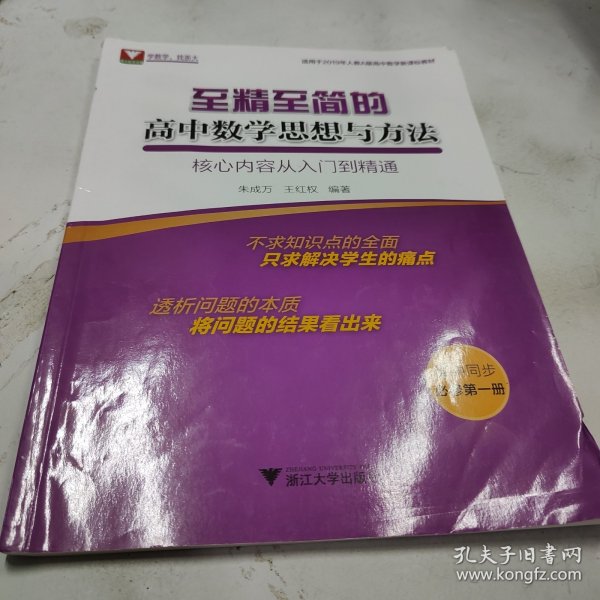 学数学，找浙大
适用于2019年人教A版高中数学新课标教材
至精至简的
高中数学思想与方法
核心内容从入门到精通
朱成万 王红权 编著
不求知识点的全面
只求解决学生的痛点
透析问题的本质
将问题的结果看出来
同步
必修第一册
ZHEJIANG UNIVERSITY
浙江大学出版
孔夫子旧书网
www.kongfz.com